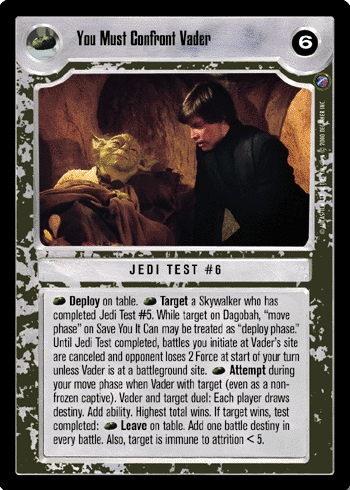 You Must Confront Vader
6
JEDI TEST #6
Deploy on table. Target a Skywalker who has
completed Jedi Test #5. While target on Dagobah, "move
phase" on Save You It Can may be treated as "deploy phase."
Until Jedi Test completed, battles you initiate at Vader's site
are canceled and opponent loses 2 Force at start of your turn
unless Vader is at a battleground site. Attempt during
your move phase when Vader with target (even as a non-
frozen captive). Vader and target duel: Each player draws
destiny. Add ability. Highest total wins. If target wins, test
completed: Leave on table. Add one battle destiny in
every battle. Also, target is immune to attrition < 5.